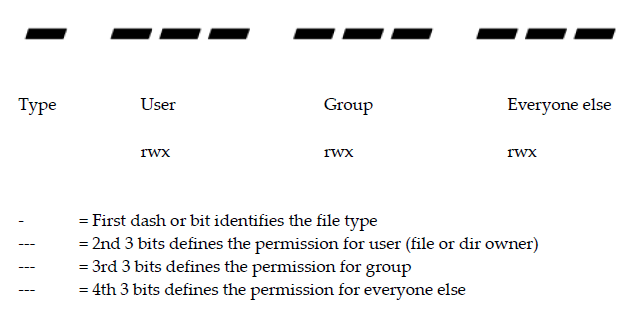 - --- --- ---
Type User Group Everyone else
rwx rwx rwx
- = First dash or bit identifies the file type
--- = 2nd 3 bits defines the permission for user (file or dir owner)
--- = 3rd 3 bits defines the permission for group
--- = 4th 3 bits defines the permission for everyone else